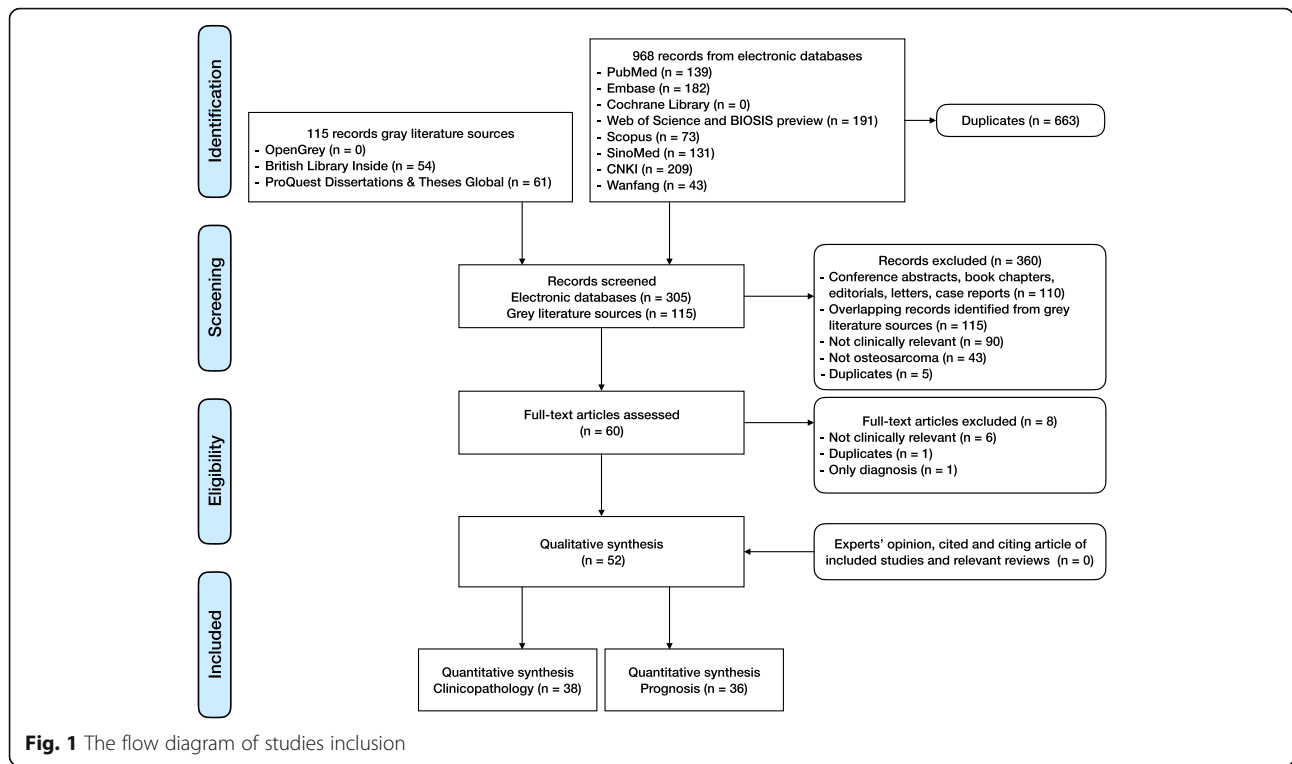 Identification
115 records gray literature sources
- OpenGrey (n = 0)
- British Library Inside (n = 54)
- ProQuest Dissertations & Theses Global (n = 61)
968 records from electronic databases
- PubMed (n = 139)
- Embase (n = 182)
- Cochrane Library (n = 0)
- Web of Science and BIOSIS preview (n = 191)
- Scopus (n = 73)
- SinoMed (n = 131)
- CNKI (n = 209)
- Wanfang (n = 43)
Duplicates (n = 663)
Screening
Records screened
Electronic databases (n = 305)
Grey literature sources (n = 115)
Records excluded (n = 360)
- Conference abstracts, book chapters,
editorials, letters, case reports (n = 110)
- Overlapping records identified from grey
literature sources (n = 115)
- Not clinically relevant (n = 90)
- Not osteosarcoma (n = 43)
- Duplicates (n = 5)
Eligibility
Full-text articles assessed
(n = 60)
Full-text articles excluded (n = 8)
- Not clinically relevant (n = 6)
- Duplicates (n = 1)
- Only diagnosis (n = 1)
Qualitative synthesis
(n = 52)
Experts' opinion, cited and citing article of
included studies and relevant reviews (n = 0)
Included
Quantitative synthesis
Clinicopathology (n = 38)
Quantitative synthesis
Prognosis (n = 36)
Fig. 1 The flow diagram of studies inclusion